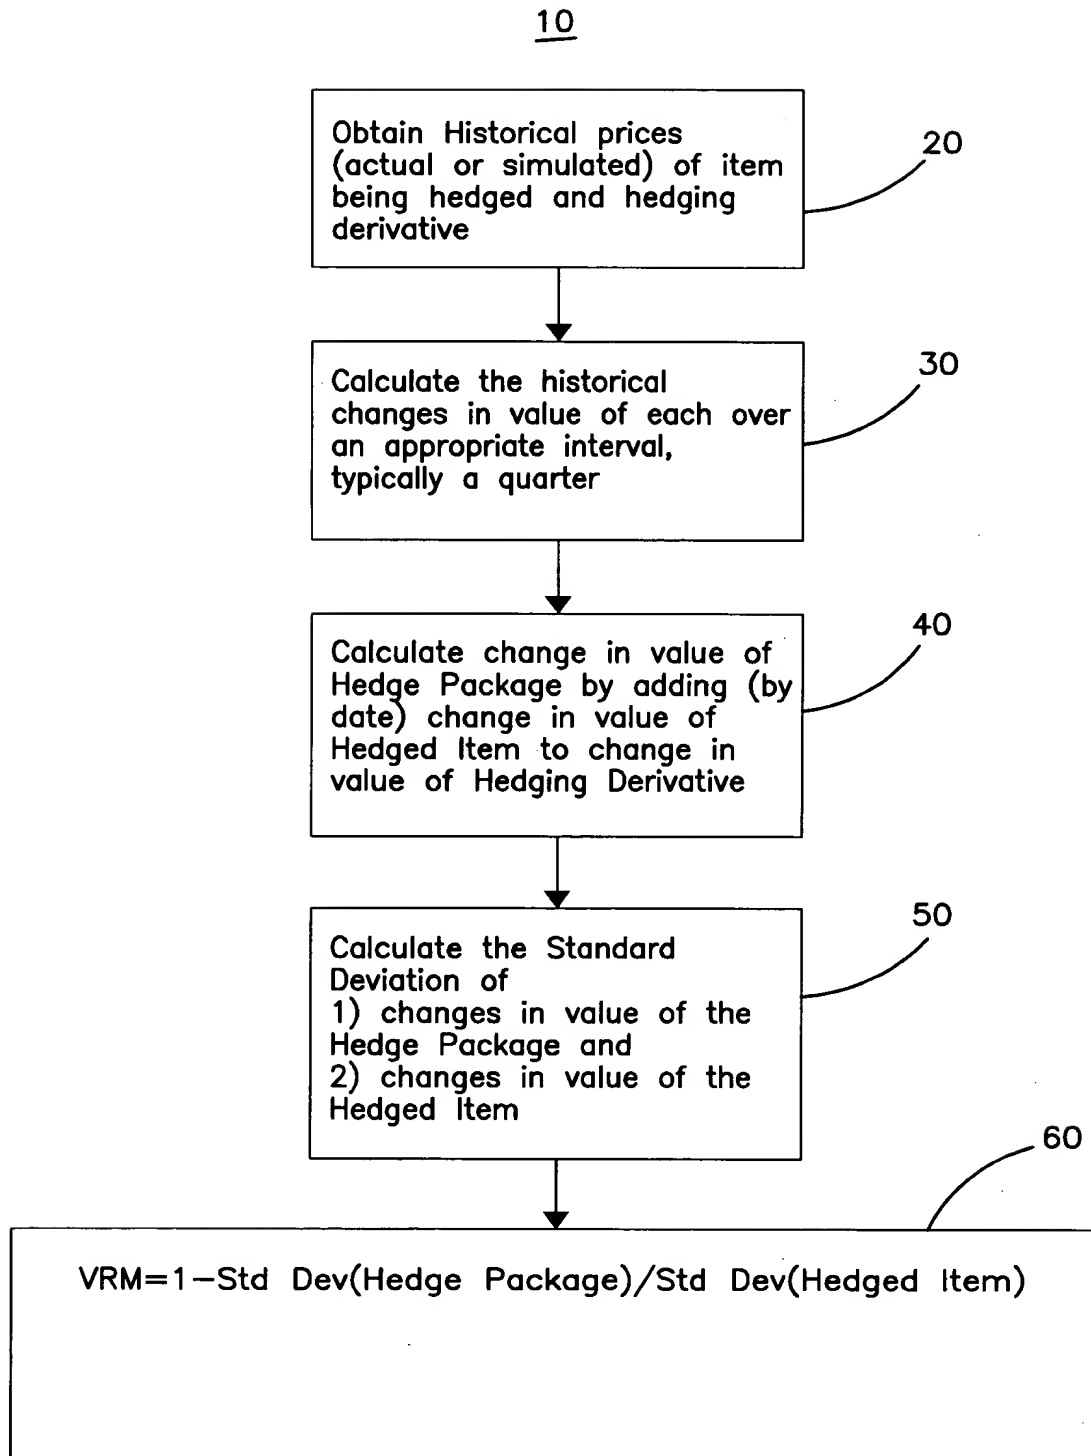 10
Obtain Historical prices
(actual or simulated) of item
being hedged and hedging
derivative
20
Calculate the historical
changes in value of each over
an appropriate interval,
typically a quarter
30
Calculate change in value of
Hedge Package by adding (by
date) change in value of
Hedged Item to change in
value of Hedging Derivative
40
Calculate the Standard
Deviation of
1) changes in value of the
Hedge Package and
2) changes in value of the
Hedged Item
50
60
VRM=1-Std Dev(Hedge Package)/Std Dev(Hedged Item)